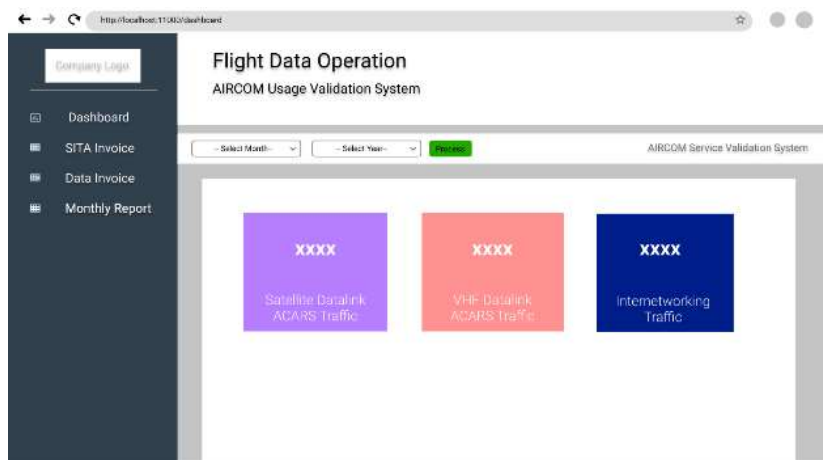 http://localhost:11000/dashboard
Company Logo
Flight Data Operation
AIRCOM Usage Validation System
Dashboard
SITA Invoice
Data Invoice
Monthly Report
-- Select Month--
-- Select Year--
Process
AIRCOM Service Validation System
XXXX
Satellite Datalink
ACARS Traffic
XXXX
VHF Datalink
ACARS Traffic
XXXX
Internetworking
Traffic